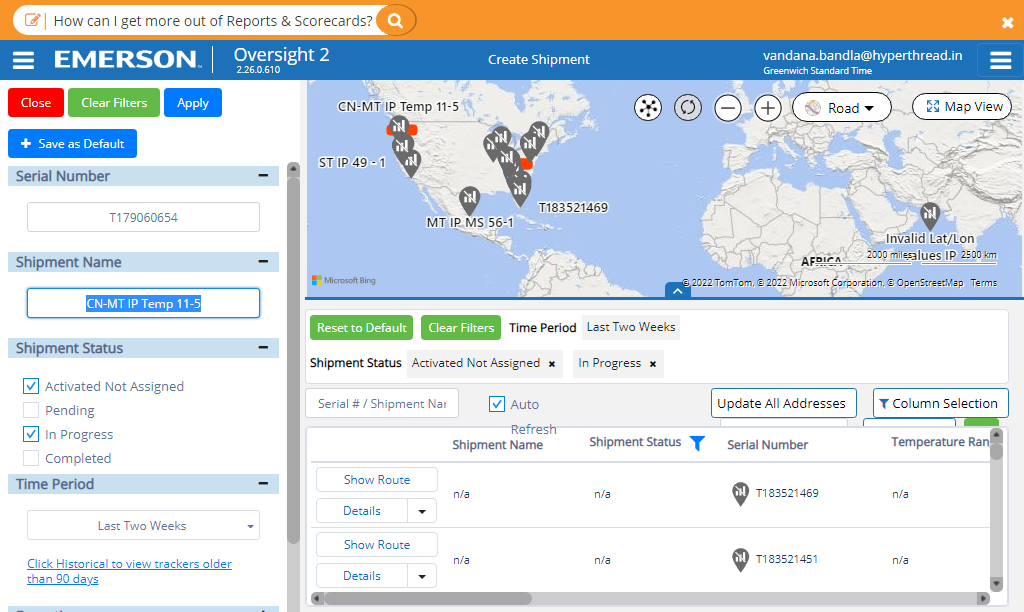 How can I get more out of Reports & Scorecards?
EMERSON
Oversight 2
2.26.0.610
Create Shipment
vandana.bandla@hyperthread.in
Greenwich Standard Time
Close
Clear Filters
Apply
Save as Default
Serial Number
T179060654
Shipment Name
CN-MT IP Temp 11-5
Shipment Status
Activated Not Assigned
Pending
In Progress
Completed
Time Period
Last Two Weeks
Click Historical to view trackers older
than 90 days
CN-MT IP Temp 11-5
ST IP 49 - 1
MT IP MS 56-1
T183521469
Road
Map View
Invalid Lat/Lon
Values IP
AFRICA
2000 miles
2500 km
Microsoft Bing
© 2022 TomTom, © 2022 Microsoft Corporation, © OpenStreetMap Terms
Reset to Default
Clear Filters
Time Period
Last Two Weeks
Shipment Status
Activated Not Assigned ×
In Progress ×
Serial # / Shipment Nar
Auto
Refresh
Update All Addresses
Column Selection
Shipment Name
Shipment Status
Serial Number
Temperature Ran
Show Route
Details
n/a
n/a
T183521469
n/a
Show Route
Details
n/a
n/a
T183521451
n/a